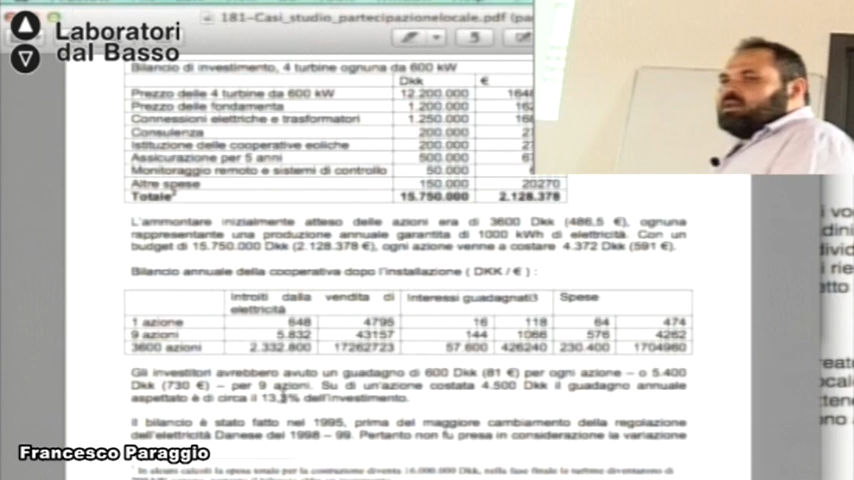 Laboratori
dal Basso
181-Casi_studio_partecipazionelocale.pdf
Bilancio di investimento, 4 turbine ognuna da 600 kW
Dkk €
Prezzo delle 4 turbine da 600 kW 12.200.000
Prezzo delle fondamenta 1.200.000
Connessioni elettriche e trasformatori 1.250.000
Consulenza 200.000
Istituzione delle cooperative eoliche 200.000
Assicurazione per 5 anni 500.000
Monitoraggio remoto e sistemi di controllo 50.000
Altre spese 150.000 20270
Totale 15.750.000 2.128.378
L'ammontare inizialmente atteso delle azioni era di 3600 Dkk (486,5 €), ognuna
rappresentante una produzione annuale garantita di 1000 kWh di elettricità. Con un
budget di 15.750.000 Dkk (2.128.378 €), ogni azione venne a costare 4.372 Dkk (591 €).
Bilancio annuale della cooperativa dopo l'installazione ( DKK / € ) :
Introiti dalla vendita di Interessi guadagnati3 Spese
elettricità
1 azione 648 4795 16 118 64 474
9 azioni 5.832 43157 144 1066 576 4262
3600 azioni 2.332.800 17262723 57.600 426240 230.400 1704960
Gli investitori avrebbero avuto un guadagno di 600 Dkk (81 €) per ogni azione – o 5.400
Dkk (730 €) – per 9 azioni. Su di un'azione costata 4.500 Dkk il guadagno annuale
aspettato è di circa il 13,3% dell'investimento.
Il bilancio è stato fatto nel 1995, prima del maggiore cambiamento della regolazione
dell'elettricità Danese del 1998 – 99. Pertanto non fu presa in considerazione la variazione
Francesco Paraggio